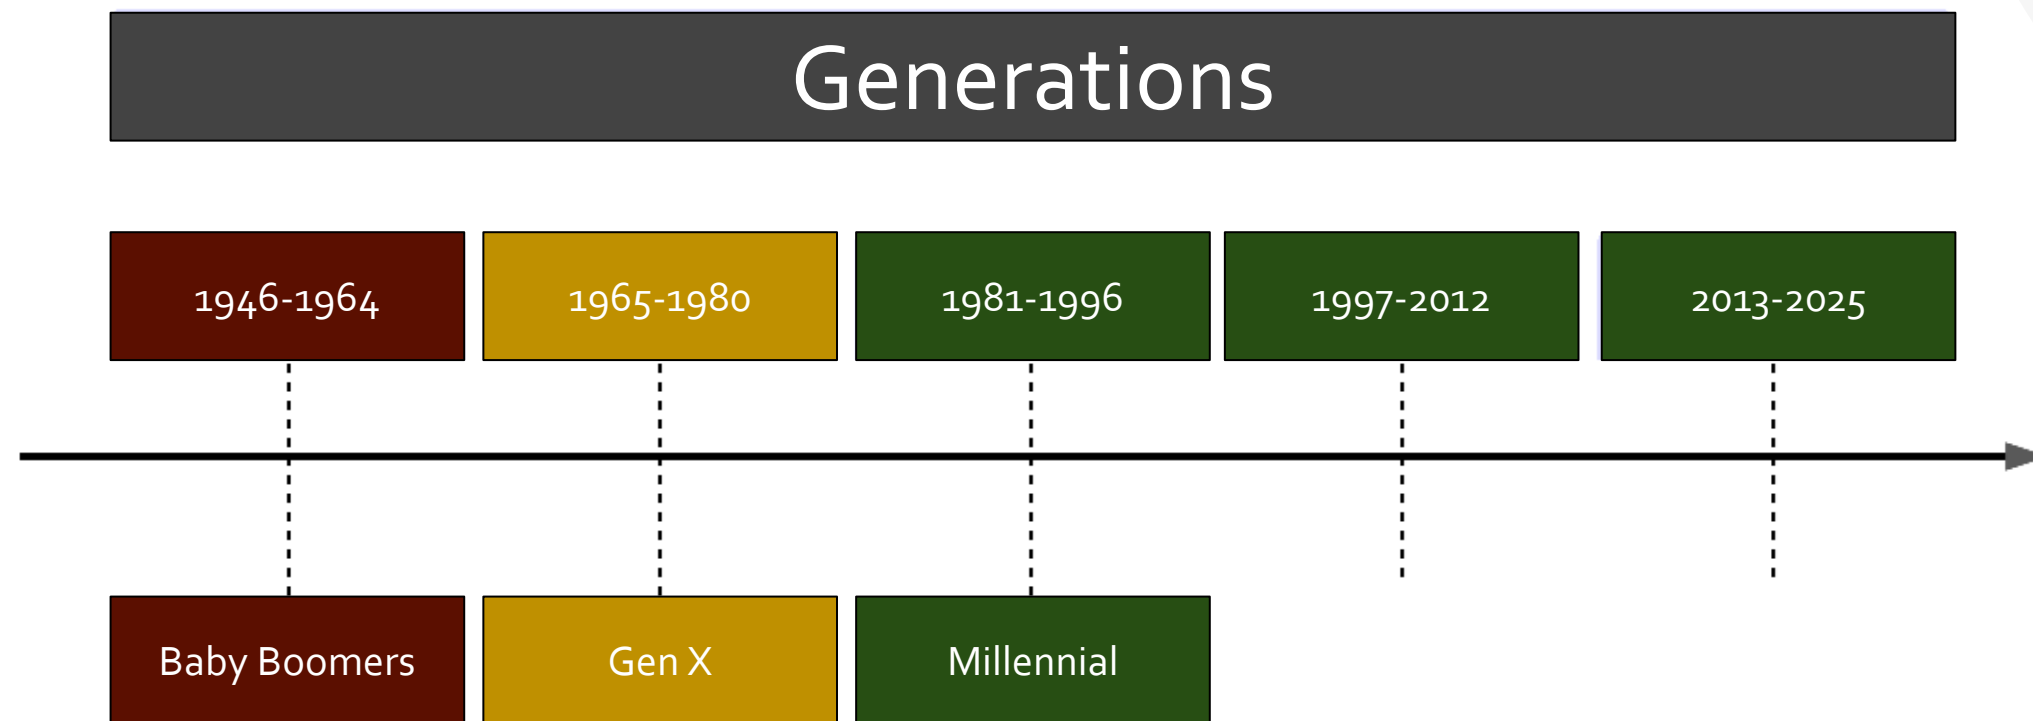 Generations
1946-1964
1965-1980
1981-1996
1997-2012
2013-2025
Baby Boomers
Gen X
Millennial